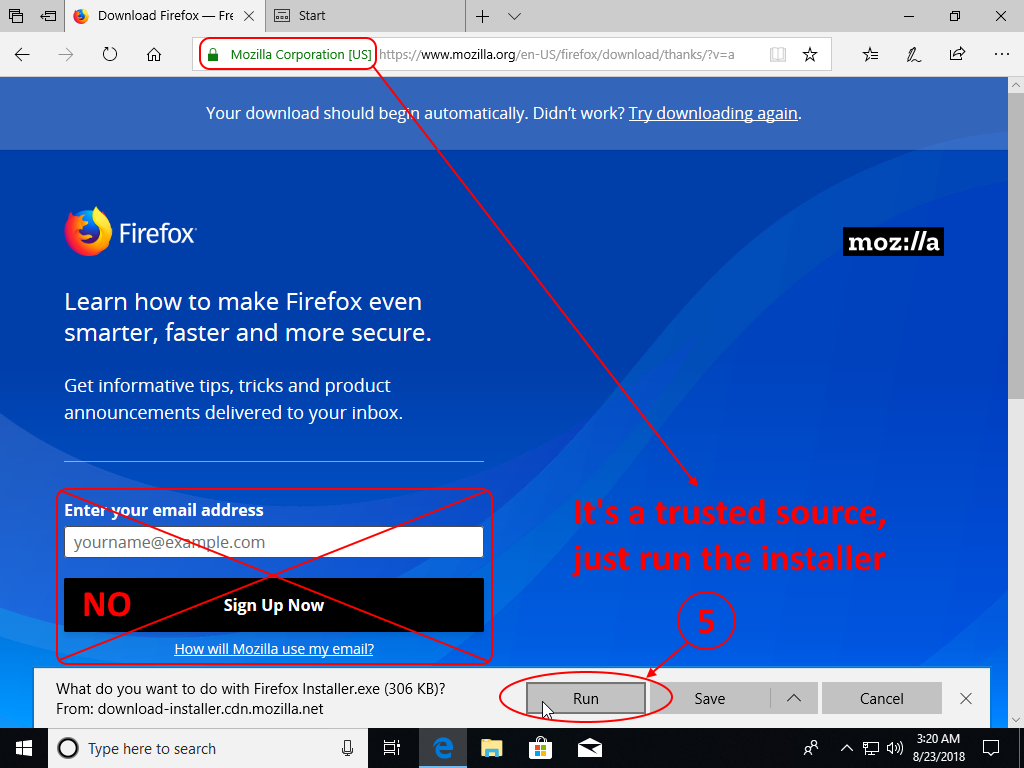 Download Firefox — Fre
Start
Mozilla Corporation [US]
https://www.mozilla.org/en-US/firefox/download/thanks/?v=a
Your download should begin automatically. Didn’t work? Try downloading again.
Firefox
moz://a
Learn how to make Firefox even
smarter, faster and more secure.
Get informative tips, tricks and product
announcements delivered to your inbox.
Enter your email address
yourname@example.com
NO
Sign Up Now
How will Mozilla use my email?
It's a trusted source,
just run the installer
5
What do you want to do with Firefox Installer.exe (306 KB)?
From: download-installer.cdn.mozilla.net
Run
Save
Cancel
Type here to search
3:20 AM
8/23/2018